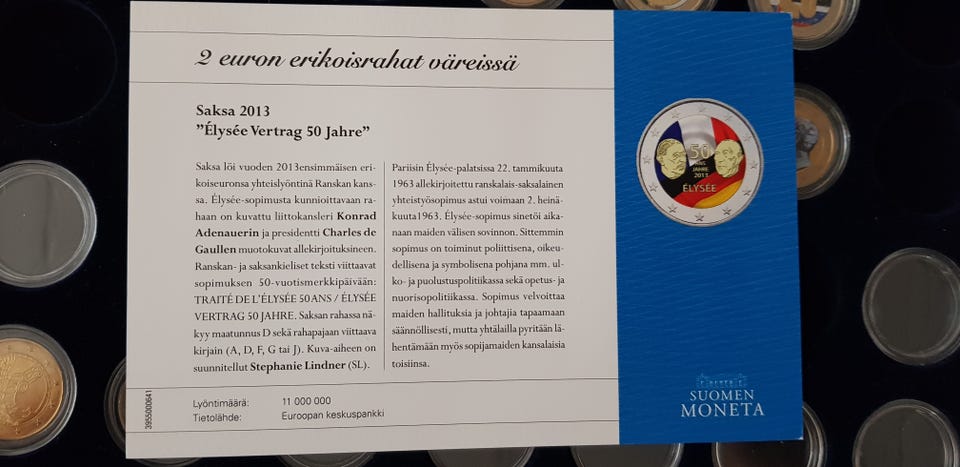 2 euron erikoisrahat väreissä
Saksa 2013
”Élysée Vertrag 50 Jahre”
Saksa löi vuoden 2013ensimmäisen eri-
koiseuronsa yhteislyöntinä Ranskan kans-
sa. Élysée-sopimusta kunnioittavaan ra-
haan on kuvattu liittokansleri Konrad
Adenauerin ja presidentti Charles de
Gaullen muotokuvat allekirjoituksineen.
Ranskan- ja saksankieliset teksti viittaavat
sopimuksen 50-vuotismerkkipäivään:
TRAITÉ DE L'ÉLYSÉE 50 ANS / ÉLYSÉE
VERTRAG 50 JAHRE. Saksan rahassa nä-
kyy maatunnus D sekä rahapajaan viittaava
kirjain (A, D, F, G tai J). Kuva-aiheen on
suunnitellut Stephanie Lindner (SL).
Pariisin Élysée-palatsissa 22. tammikuuta
1963 allekirjoitettu ranskalais-saksalainen
yhteistyösopimus astui voimaan 2. heinä-
kuuta1963. Élysée-sopimus sinetöi aika-
naan maiden välisen sovinnon. Sittemmin
sopimus on toiminut poliittisena, oikeu-
dellisena ja symbolisena pohjana mm. ul-
ko- ja puolustuspolitiikassa sekä opetus- ja
nuorisopolitiikassa. Sopimus velvoittaa
maiden hallituksia ja johtajia tapaamaan
säännöllisesti, mutta yhtälailla pyritään lä-
hentämään myös sopijamaiden kansalaisia
toisiinsa.
Lyöntimäärä: 11 000 000
Tietolähde: Euroopan keskuspankki
3955000641
50
ANS
JAHRE
2013
ÉLYSÉE
SUOMEN
MONETA